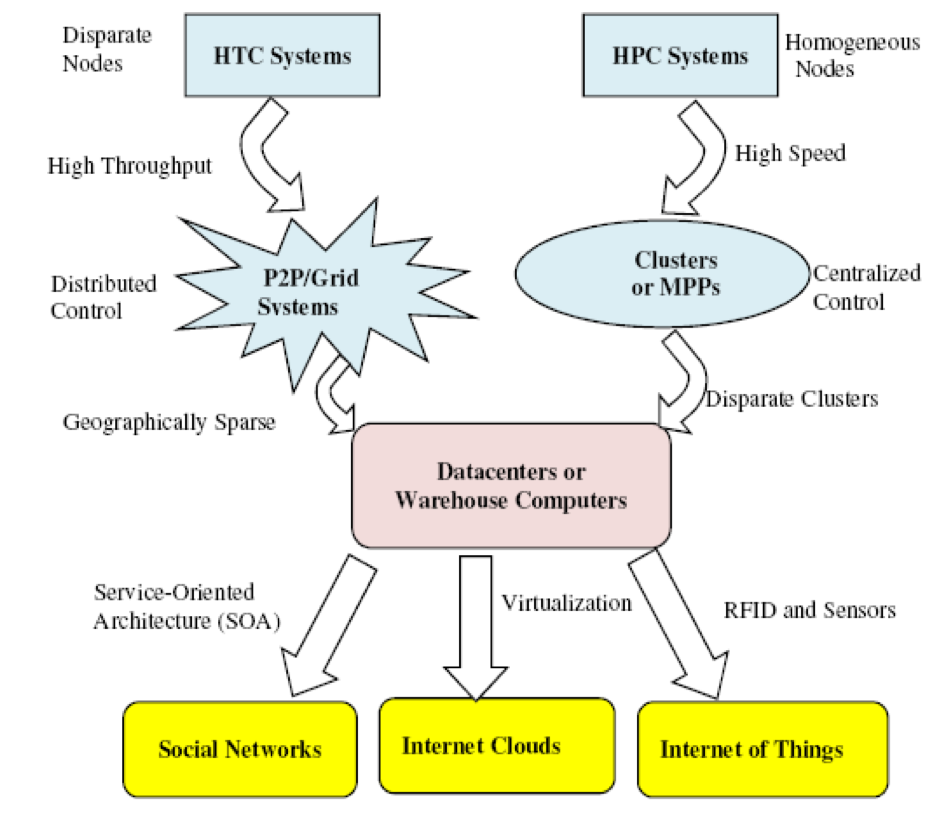 Disparate
Nodes
HTC Systems
HPC Systems
Homogeneous
Nodes
High Throughput
High Speed
Distributed
Control
P2P/Grid
Systems
Clusters
or MPPs
Centralized
Control
Geographically Sparse
Disparate Clusters
Datacenters or
Warehouse Computers
Service-Oriented
Architecture (SOA)
Virtualization
RFID and Sensors
Social Networks
Internet Clouds
Internet of Things